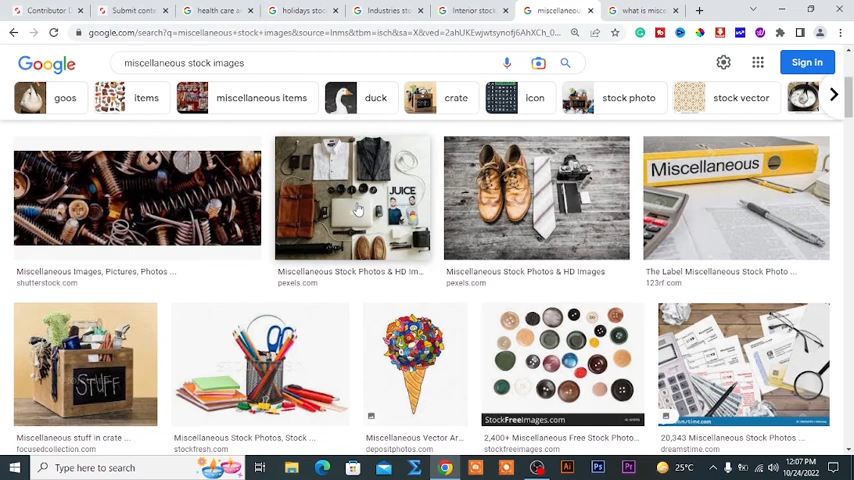 Contributor D
Submit conte
health care a
holidays stoc
Industries sto
Interior stock
miscellaneou
what is misce
google.com/search?q=miscellaneous+stock+images&source=lnms&tbm=isch&sa=X&ved=2ahUKEwjwtsynofj6AhXCh_0...
Google
miscellaneous stock images
Sign in
goos
items
miscellaneous items
duck
crate
icon
stock photo
stock vector
JUICE
Miscellaneous
Miscellaneous Images, Pictures, Photos ...
shutterstock.com
Miscellaneous Stock Photos & HD Im...
pexels.com
Miscellaneous Stock Photos & HD Images
pexels.com
The Label Miscellaneous Stock Photo ...
123rf.com
STUFF
StockFreeImages.com
dreamstime.com
Miscellaneous stuff in crate ...
focusedcollection.com
Miscellaneous Stock Photos, Stock ...
stockfresh.com
Miscellaneous Vector Ar...
depositphotos.com
2,400+ Miscellaneous Free Stock Photo...
stockfreeimages.com
20,343 Miscellaneous Stock Photos ...
dreamstime.com
Type here to search
25°C
12:07 PM
10/24/2022